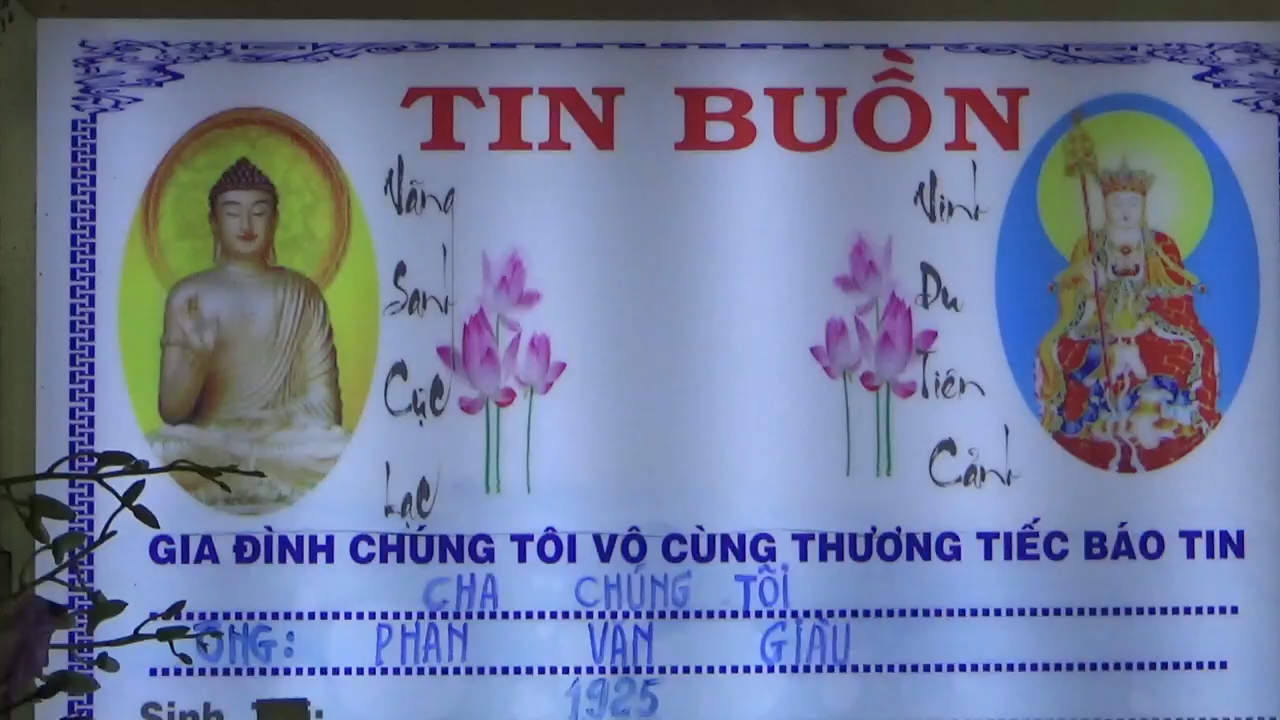 TIN BUỒN
Vãng
Sanh
Cực
Lạc
Vinh
Du
Tiên
Cảnh
GIA ĐÌNH CHÚNG TÔI VÔ CÙNG THƯƠNG TIẾC BÁO TIN
CHA CHÚNG TÔI
ÔNG: PHAN VAN GIÀU
Sinh
1925